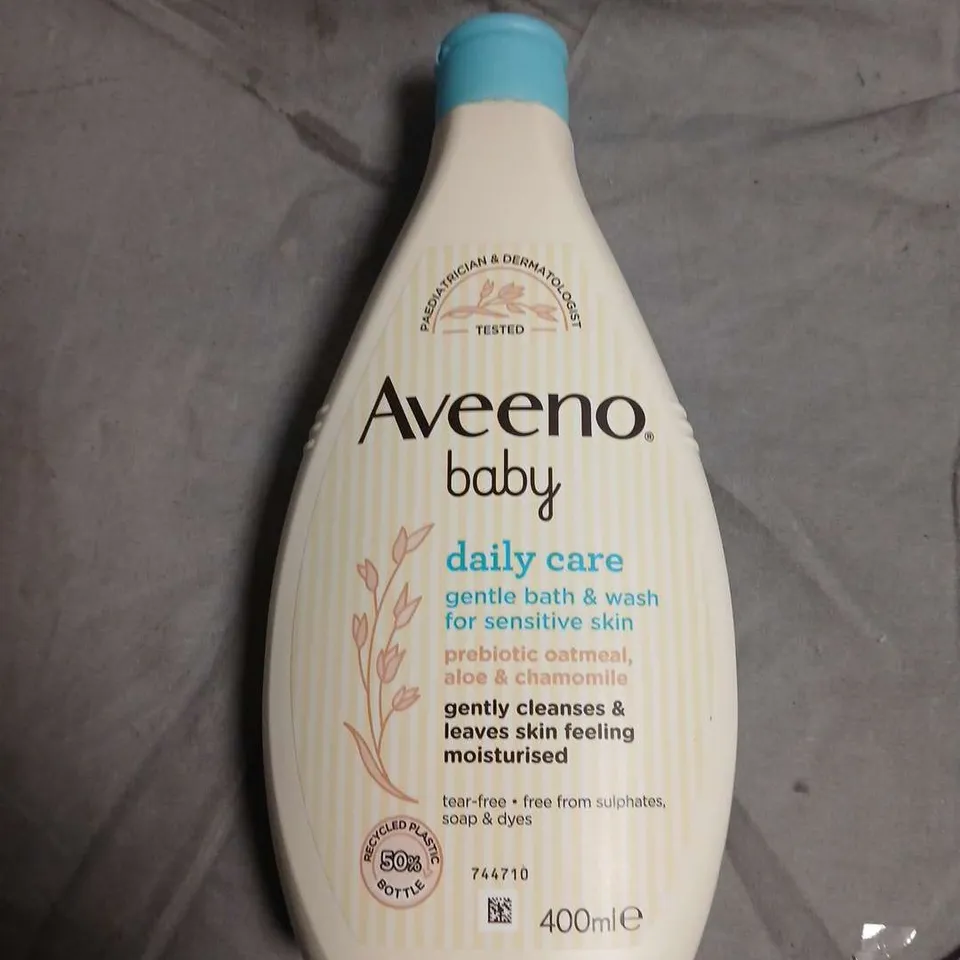 PAEDIATRICIAN & DERMATOLOGIST
TESTED
Aveeno®
baby
daily care
gentle bath & wash
for sensitive skin
prebiotic oatmeal,
aloe & chamomile
gently cleanses &
leaves skin feeling
moisturised
tear-free • free from sulphates,
soap & dyes
RECYCLED PLASTIC
50%
BOTTLE
744710
400ml℮